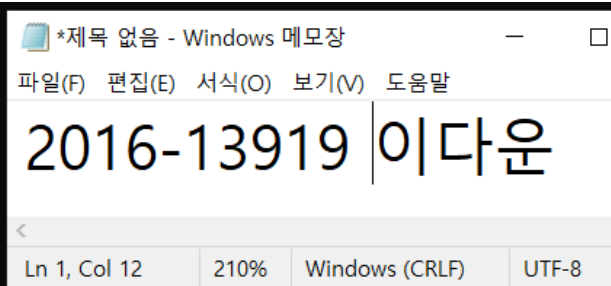 *제목 없음 - Windows 메모장
파일(F) 편집(E) 서식(O) 보기(V) 도움말
2016-13919 이다운
Ln 1, Col 12 210% Windows (CRLF) UTF-8